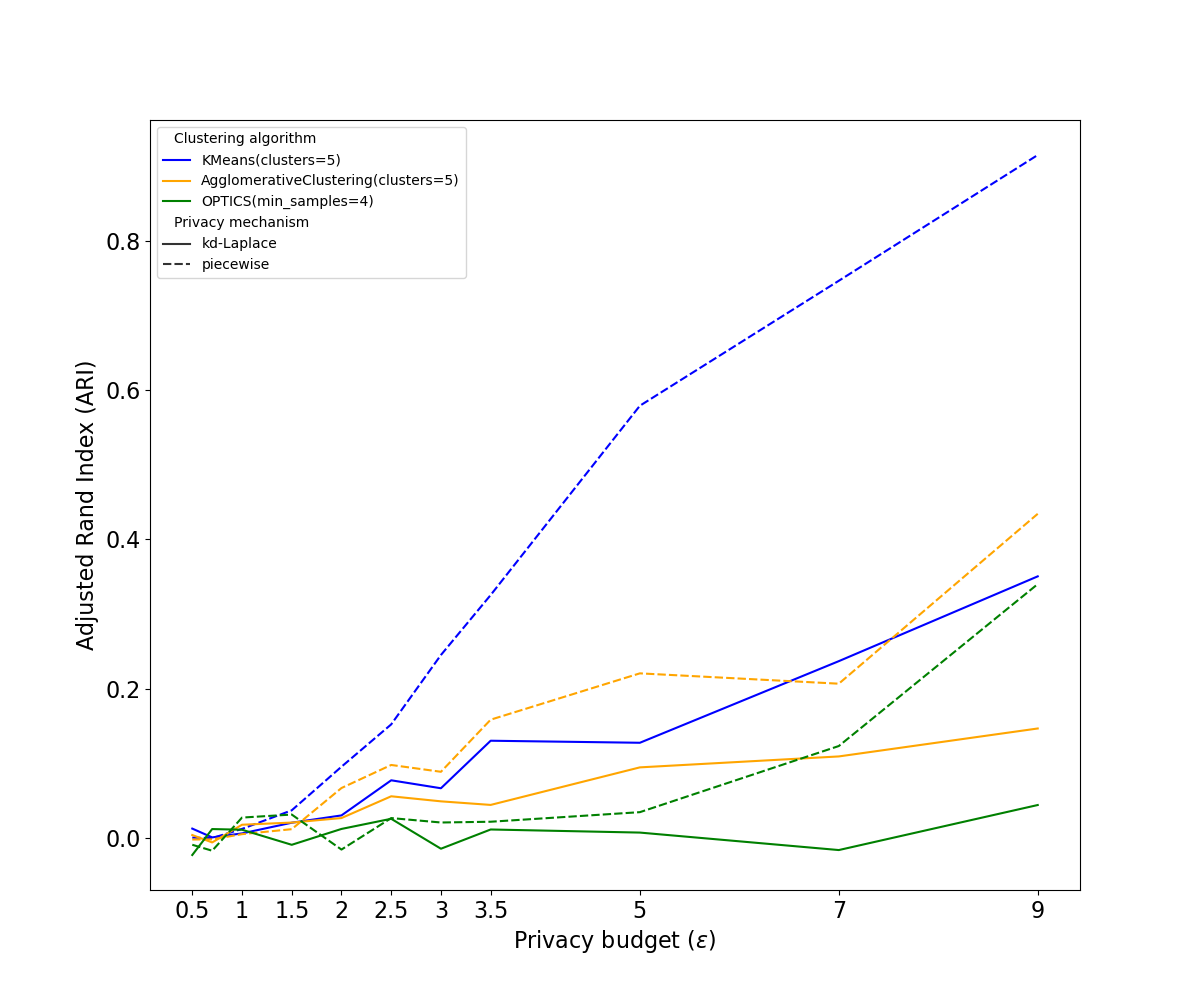 Clustering algorithm
KMeans(clusters=5)
AgglomerativeClustering(clusters=5)
OPTICS(min_samples=4)
Privacy mechanism
kd-Laplace
piecewise
Adjusted Rand Index (ARI)
0.8
0.6
0.4
0.2
0.0
0.5 1 1.5 2 2.5 3 3.5 5 7 9
Privacy budget (ε)